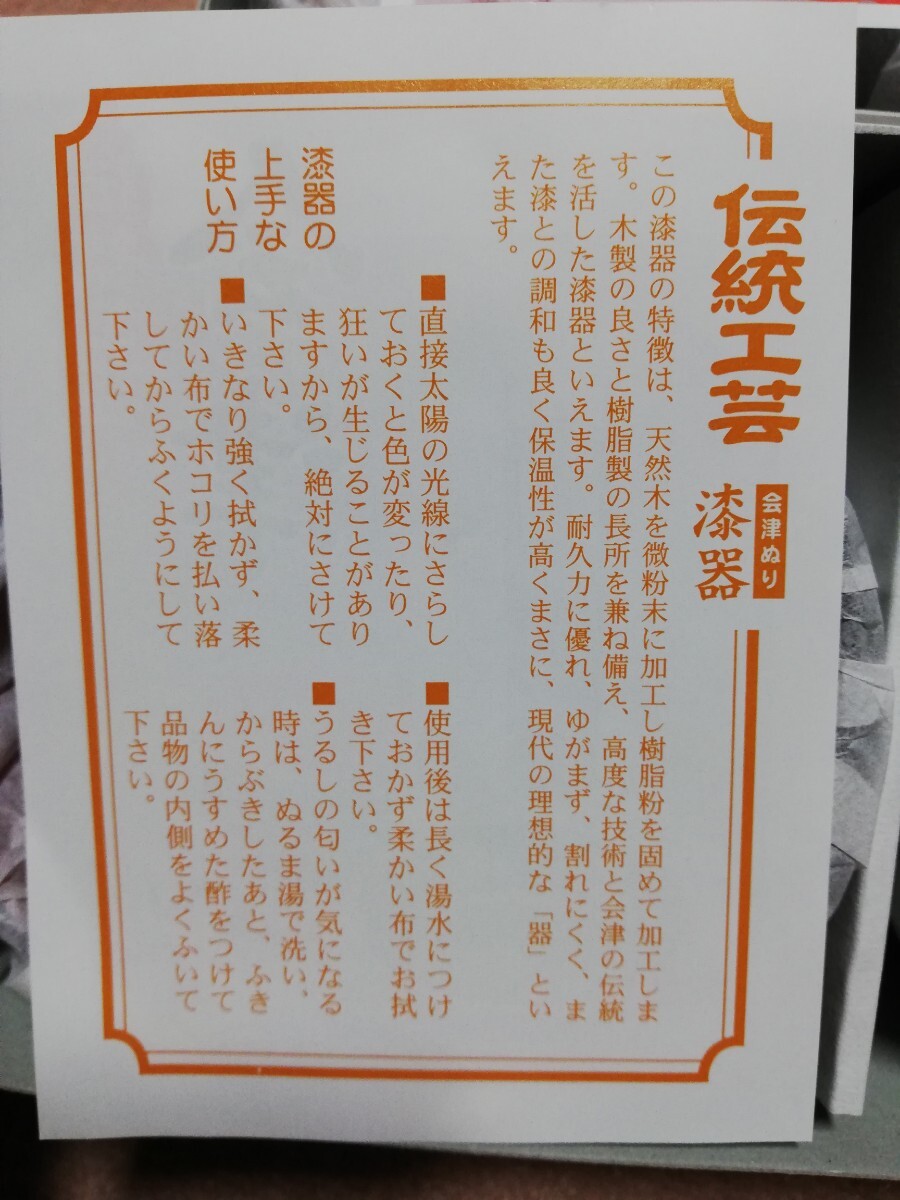 伝統工芸
会津ぬり
漆器
この漆器の特徴は、天然木を微粉末に加工し樹脂粉を固めて加工しま
す。木製の良さと樹脂製の長所を兼ね備え、高度な技術と会津の伝統
を活した漆器といえます。耐久力に優れ、ゆがまず、割れにくく、ま
た漆との調和も良く保温性が高くまさに、現代の理想的な「器」とい
えます。
漆器の
上手な
使い方
■直接太陽の光線にさらし
ておくと色が変ったり、
狂いが生じることがあり
ますから、絶対にさけて
下さい。
■いきなり強く拭かず、柔
かい布でホコリを払い落
してからふくようにして
下さい。
■使用後は長く湯水につけ
ておかず柔かい布でお拭
き下さい。
■うるしの匂いが気になる
時は、ぬるま湯で洗い、
からぶきしたあと、ふき
んにうすめた酢をつけて
品物の内側をよくふいて
下さい。